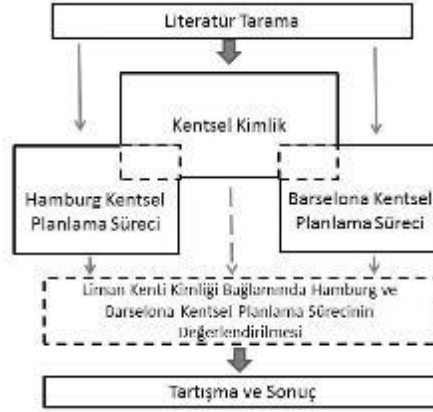 Literatür Tarama
Kentsel Kimlik
Hamburg Kentsel
Planlama Süreci
Barselona Kentsel
Planlama Süreci
Liman Kenti Kimliği Bağlamında Hamburg ve
Barselona Kentsel Planlama Sürecinin
Değerlendirilmesi
Tartışma ve Sonuç